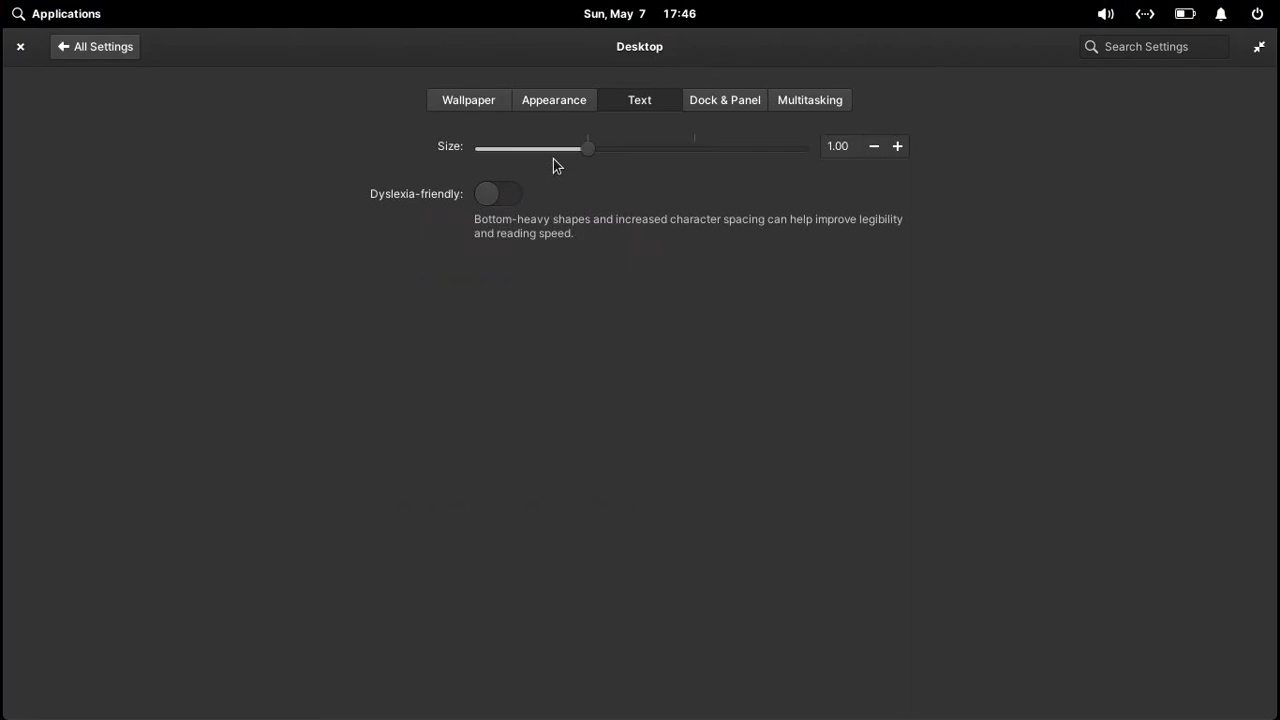 Applications
Sun, May 7 17:46
All Settings
Desktop
Search Settings
Wallpaper
Appearance
Text
Dock & Panel
Multitasking
Size:
1.00
Dyslexia-friendly:
Bottom-heavy shapes and increased character spacing can help improve legibility
and reading speed.